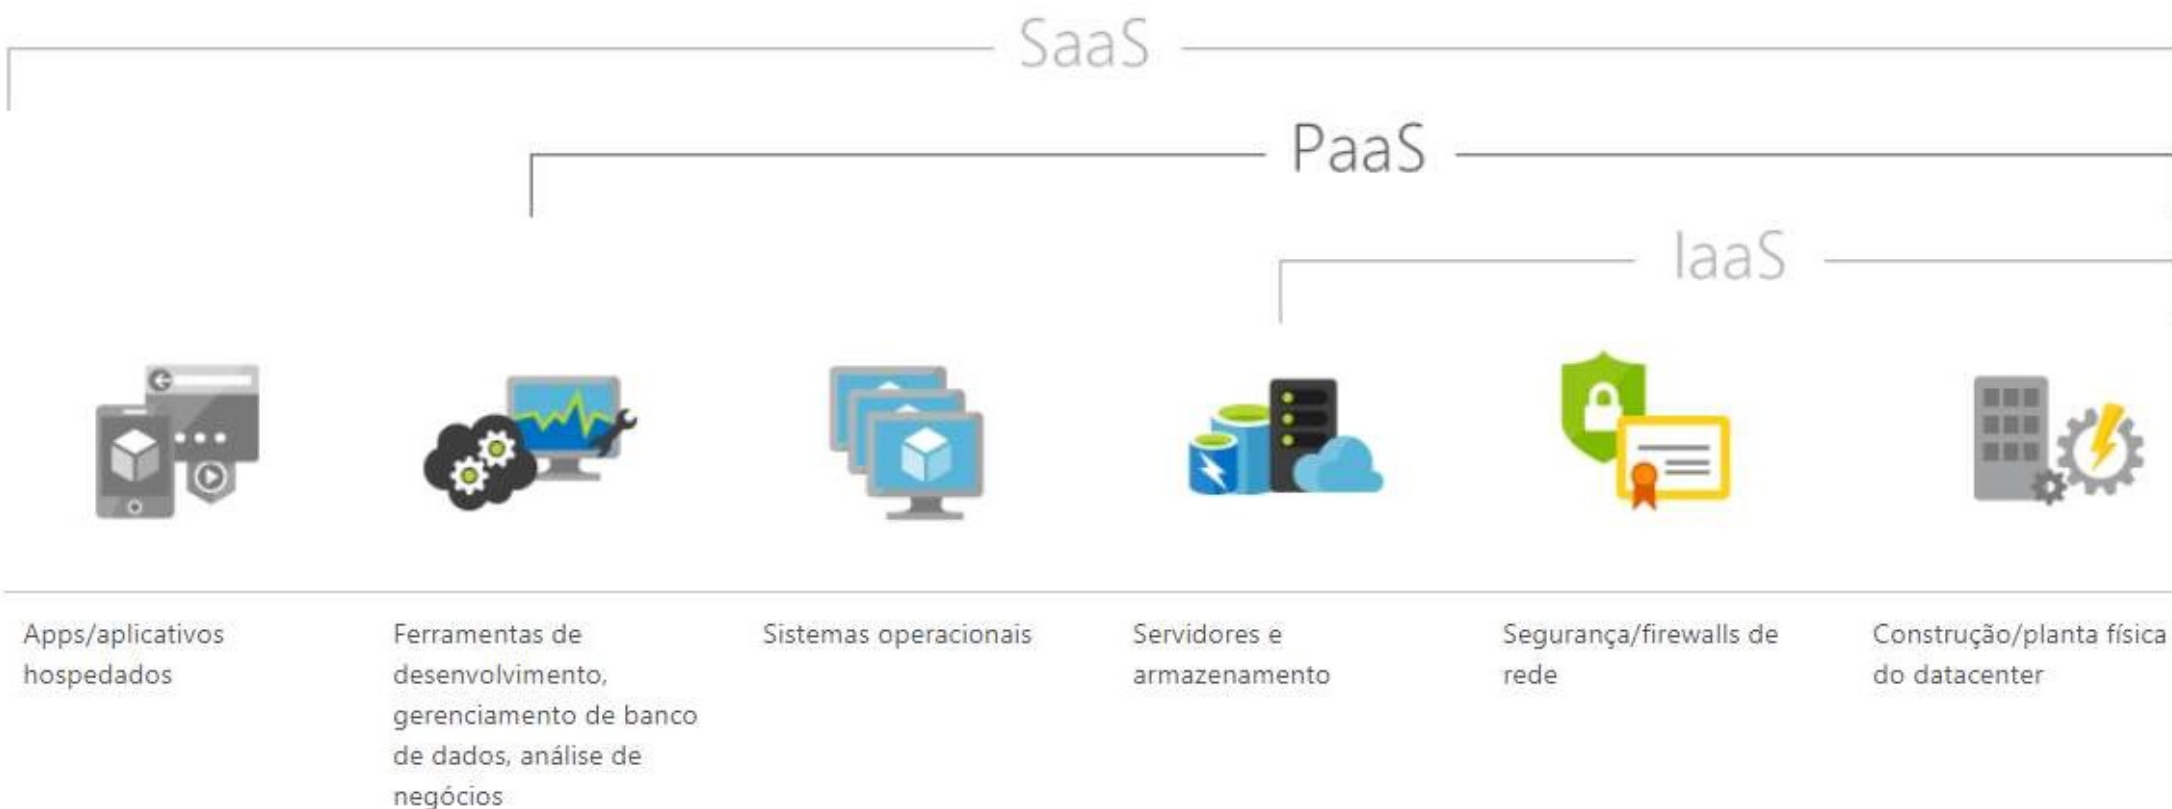 SaaS
PaaS
IaaS
Apps/aplicativos
hospedados
Ferramentas de
desenvolvimento,
gerenciamento de banco
de dados, análise de
negócios
Sistemas operacionais
Servidores e
armazenamento
Segurança/firewalls de
rede
Construção/planta física
do datacenter